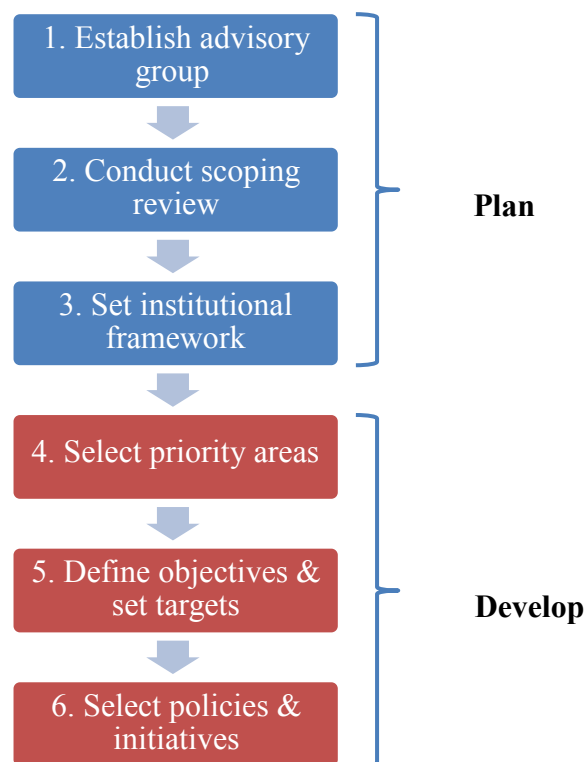 1. Establish advisory
group
2. Conduct scoping
review
Plan
3. Set institutional
framework
4. Select priority areas
5. Define objectives &
set targets
Develop
6. Select policies &
initiatives